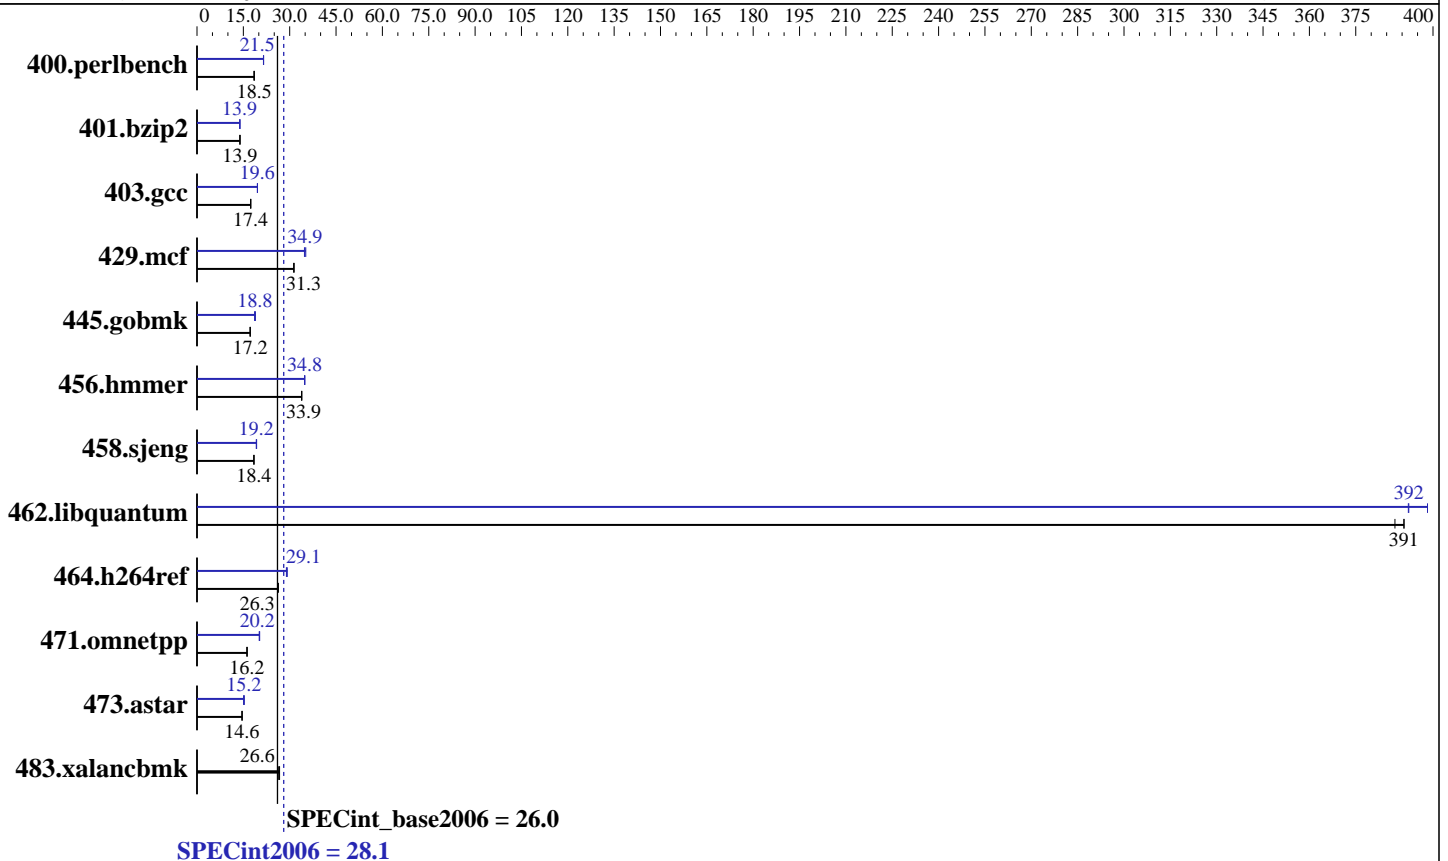 0 15.0 30.0 45.0 60.0 75.0 90.0 105 120 135 150 165 180 195 210 225 240 255 270 285 300 315 330 345 360 375 400
21.5
400.perlbench
18.5
13.9
401.bzip2
13.9
19.6
403.gcc
17.4
34.9
429.mcf
31.3
18.8
445.gobmk
17.2
34.8
456.hmmer
33.9
19.2
458.sjeng
18.4
392
462.libquantum
391
29.1
464.h264ref
26.3
20.2
471.omnetpp
16.2
15.2
473.astar
14.6
26.6
483.xalancbmk
SPECint_base2006 = 26.0
SPECint2006 = 28.1